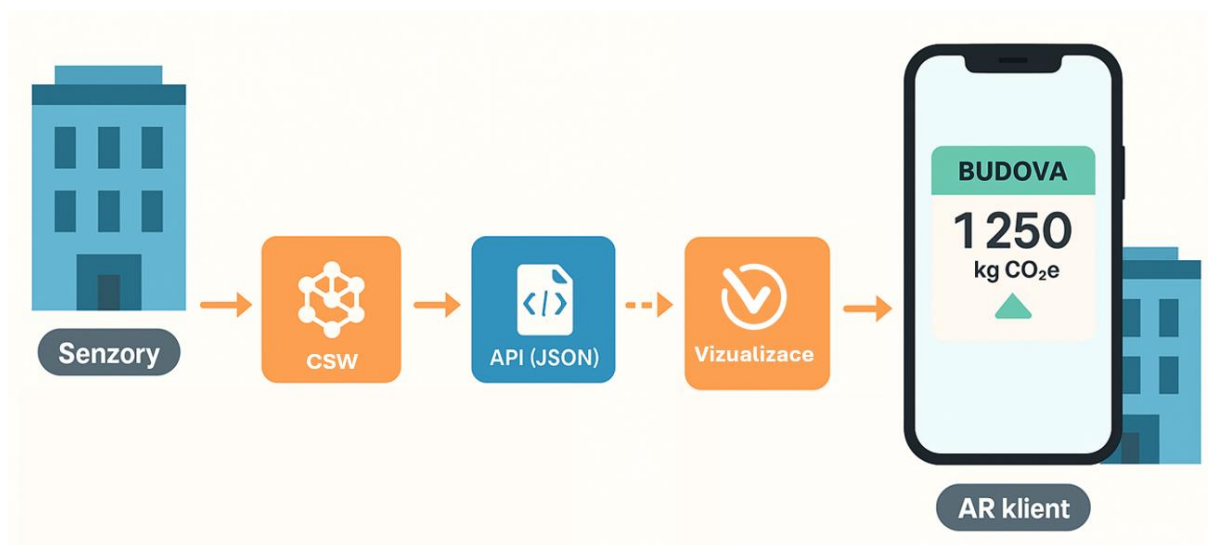 Senzory
CSW
API (JSON)
Vizualizace
BUDOVA
1 250
kg CO₂e
AR klient